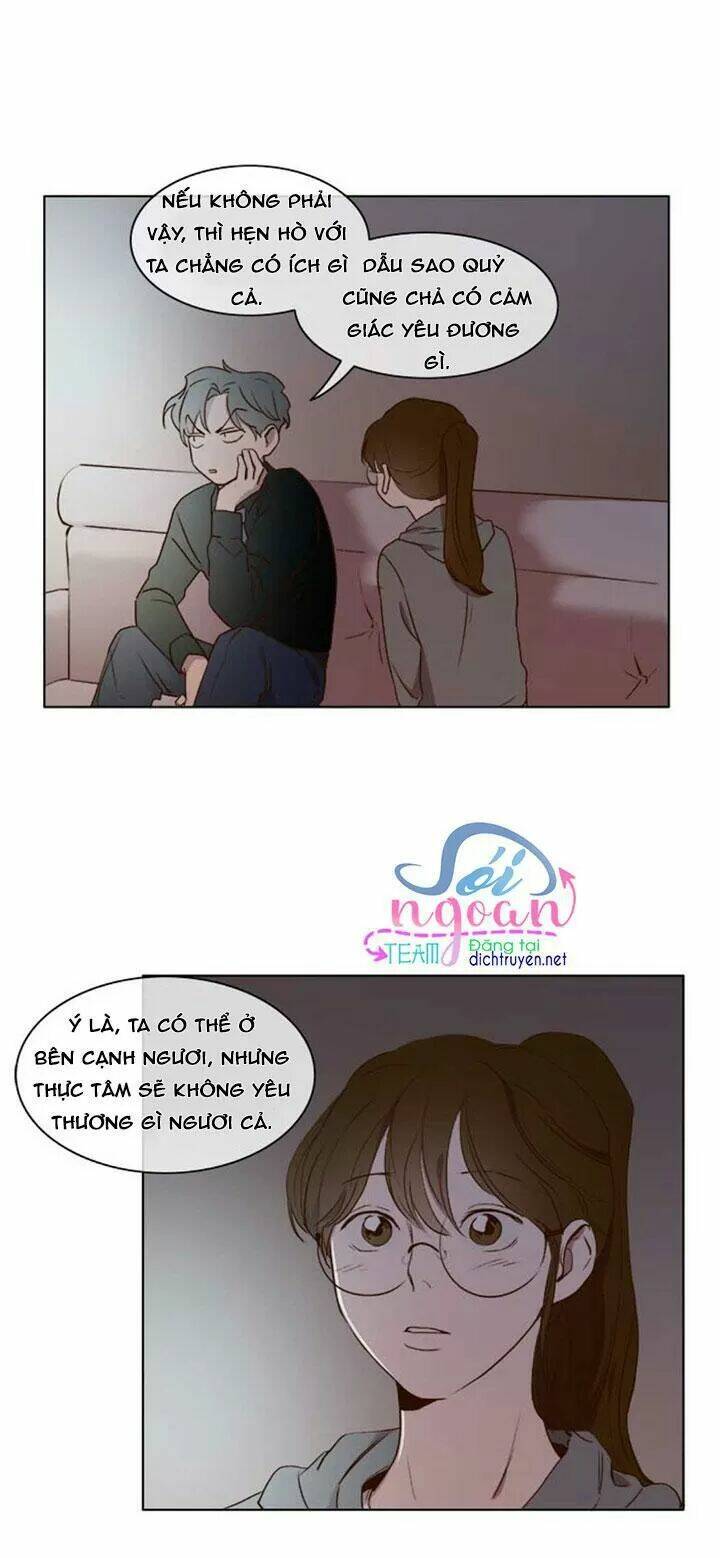 NẾU KHÔNG PHẢI
VẬY, THÌ HẸN HÒ VỚI
TA CHẲNG CÓ ÍCH GÌ
CẢ.
DẪU SAO QUỶ
CŨNG CHẢ CÓ CẢM
GIÁC YÊU ĐƯƠNG
GÌ.
Sói
ngoan
TEAM
Đăng tại
dichtruyen.net
Ý LÀ, TA CÓ THỂ Ở
BÊN CẠNH NGƯƠI, NHƯNG
THỰC TÂM SẼ KHÔNG YÊU
THƯƠNG GÌ NGƯƠI CẢ.